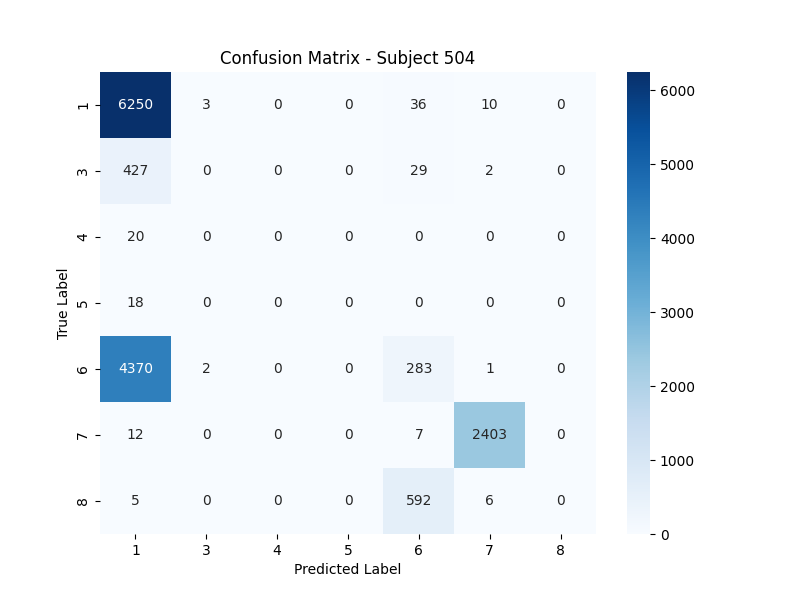 Confusion Matrix - Subject 504
1 6250 3 0 0 36 10 0
3 427 0 0 0 29 2 0
4 20 0 0 0 0 0 0
5 18 0 0 0 0 0 0
6 4370 2 0 0 283 1 0
7 12 0 0 0 7 2403 0
8 5 0 0 0 592 6 0
1 3 4 5 6 7 8
True Label
Predicted Label
6000
5000
4000
3000
2000
1000
0